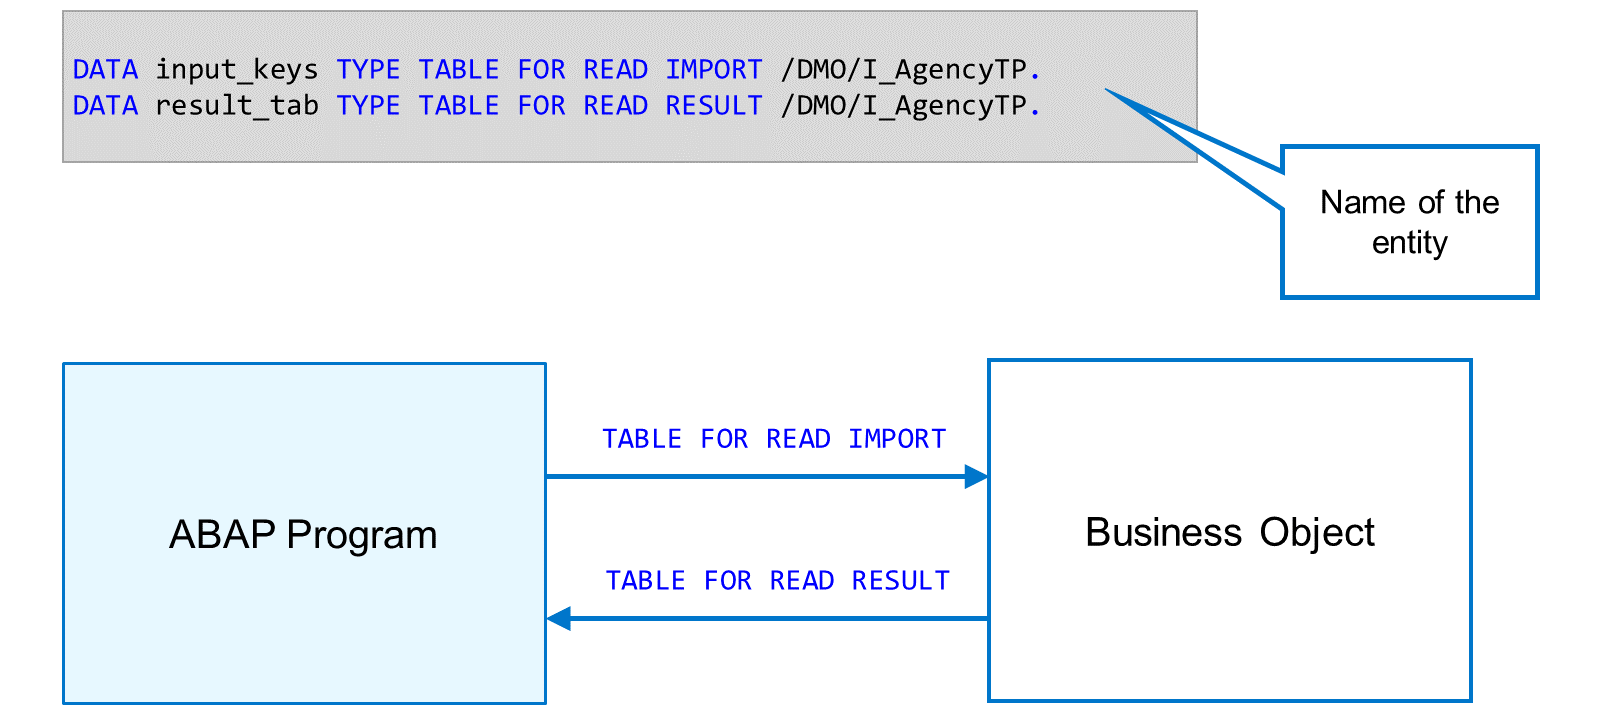 DATA input_keys TYPE TABLE FOR READ IMPORT /DMO/I_AgencyTP.
DATA result_tab TYPE TABLE FOR READ RESULT /DMO/I_AgencyTP.
Name of the
entity
TABLE FOR READ IMPORT
ABAP Program
Business Object
TABLE FOR READ RESULT